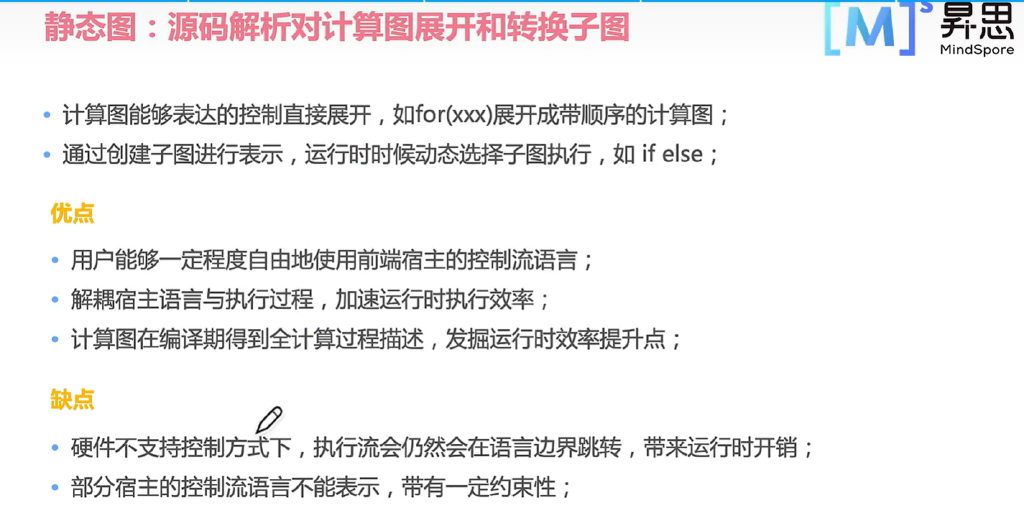 静态图：源码解析对计算图展开和转换子图
[M]s 昇思
MindSpore
• 计算图能够表达的控制直接展开，如for(xxx)展开成带顺序的计算图；
• 通过创建子图进行表示，运行时时候动态选择子图执行，如 if else；
优点
• 用户能够一定程度自由地使用前端宿主的控制流语言；
• 解耦宿主语言与执行过程，加速运行时执行效率；
• 计算图在编译期得到全计算过程描述，发掘运行时效率提升点；
缺点
• 硬件不支持控制方式下，执行流会仍然会在语言边界跳转，带来运行时开销；
• 部分宿主的控制流语言不能表示，带有一定约束性；